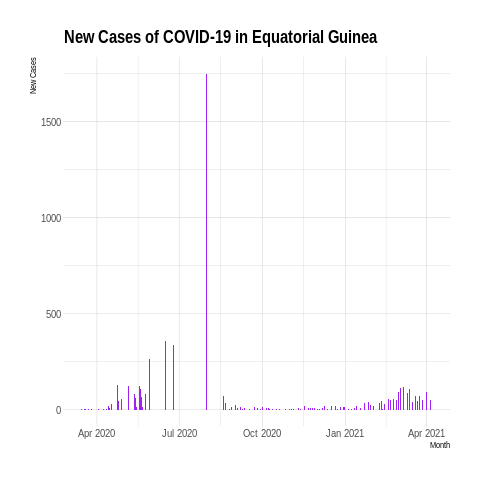 New Cases of COVID-19 in Equatorial Guinea
New Cases
1500
1000
500
0
Apr 2020 Jul 2020 Oct 2020 Jan 2021 Apr 2021
Month